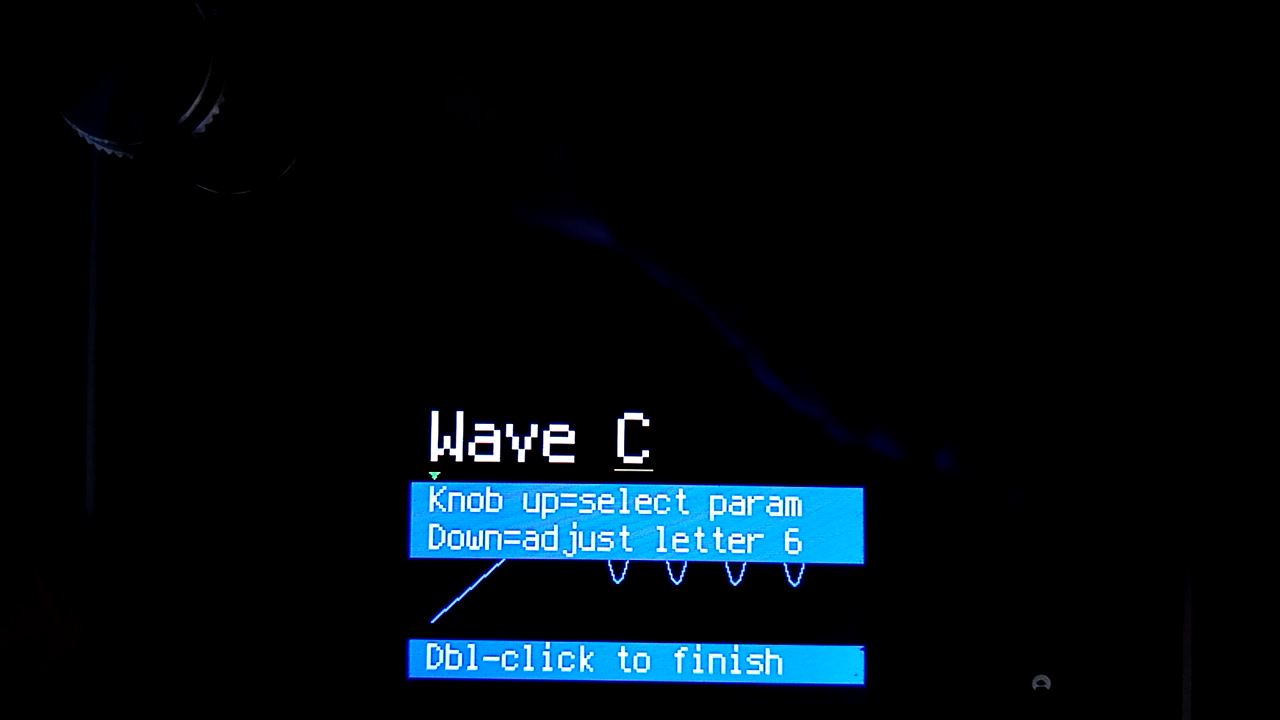 Wave C
Knob up=select param
Down=adjust letter 6
Dbl-click to finish